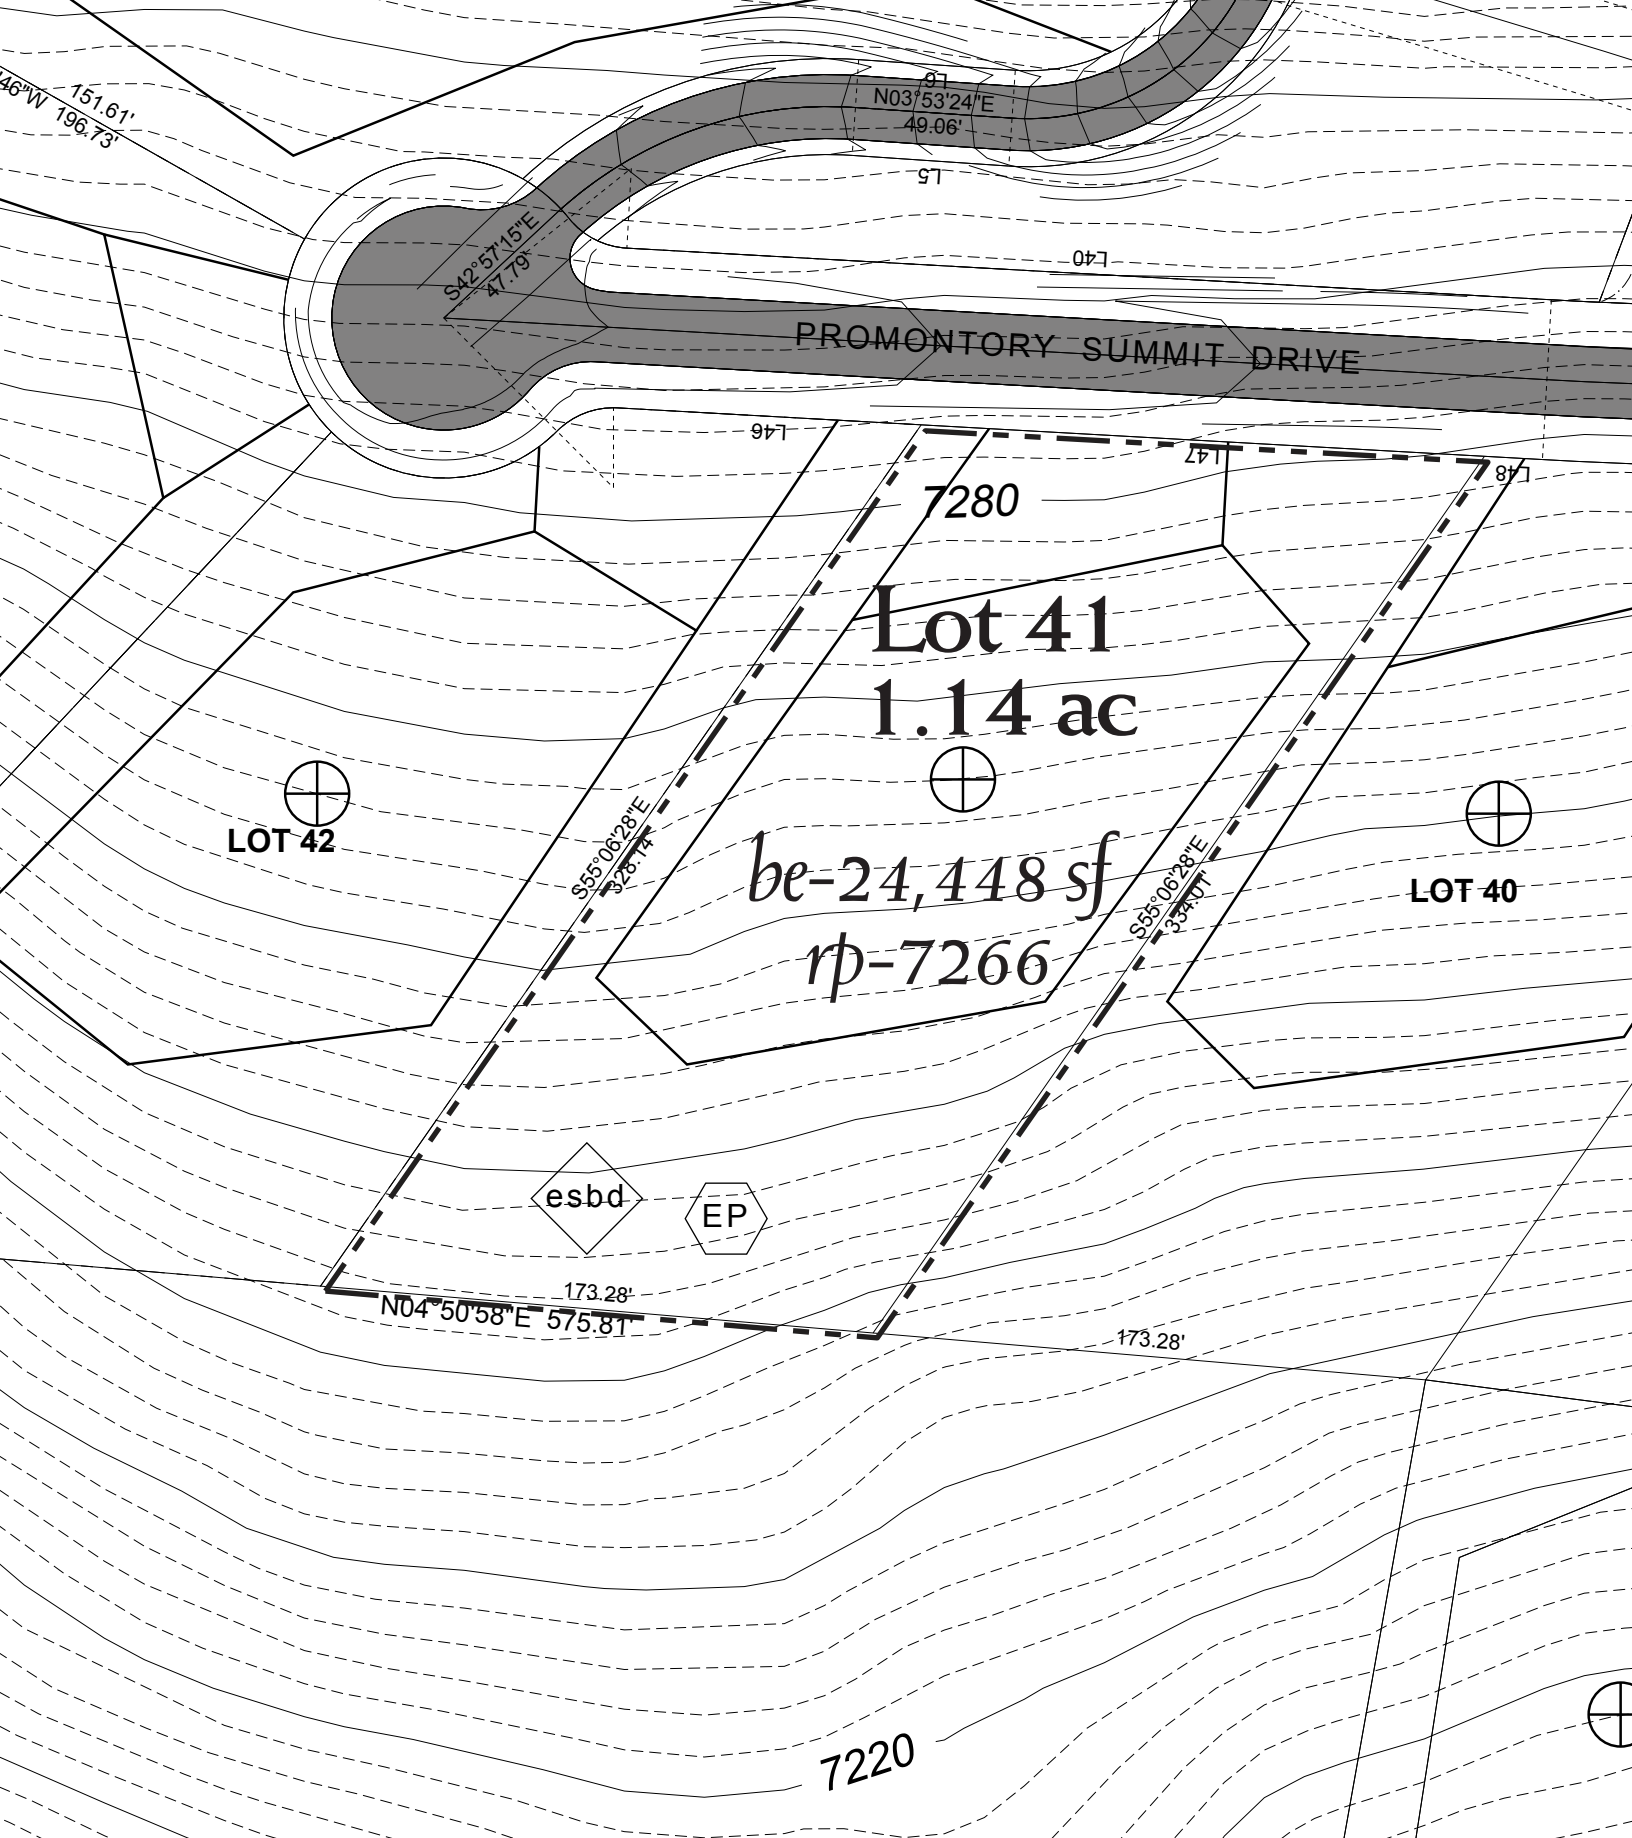 L6
N03°53'24"E
49.06'
151.61'
46"W 196.73'
L5
S42°57'15"E
47.79'
L40
PROMONTORY SUMMIT DRIVE
L46
L47
L48
7280
Lot 41
1.14 ac
LOT 42
S55°06'28"E
328.14'
be-24,448 sf
S55°06'28"E
334.01'
LOT 40
rp-7266
esbd
EP
173.28'
N04°50'58"E 575.81'
173.28'
7220